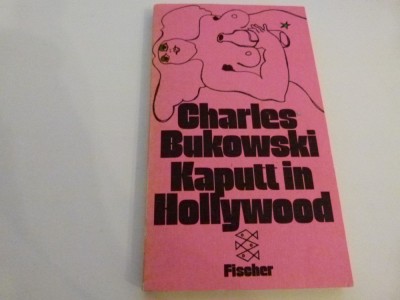 Charles
Bukowski
Kaputt in
Hollywood
Fischer